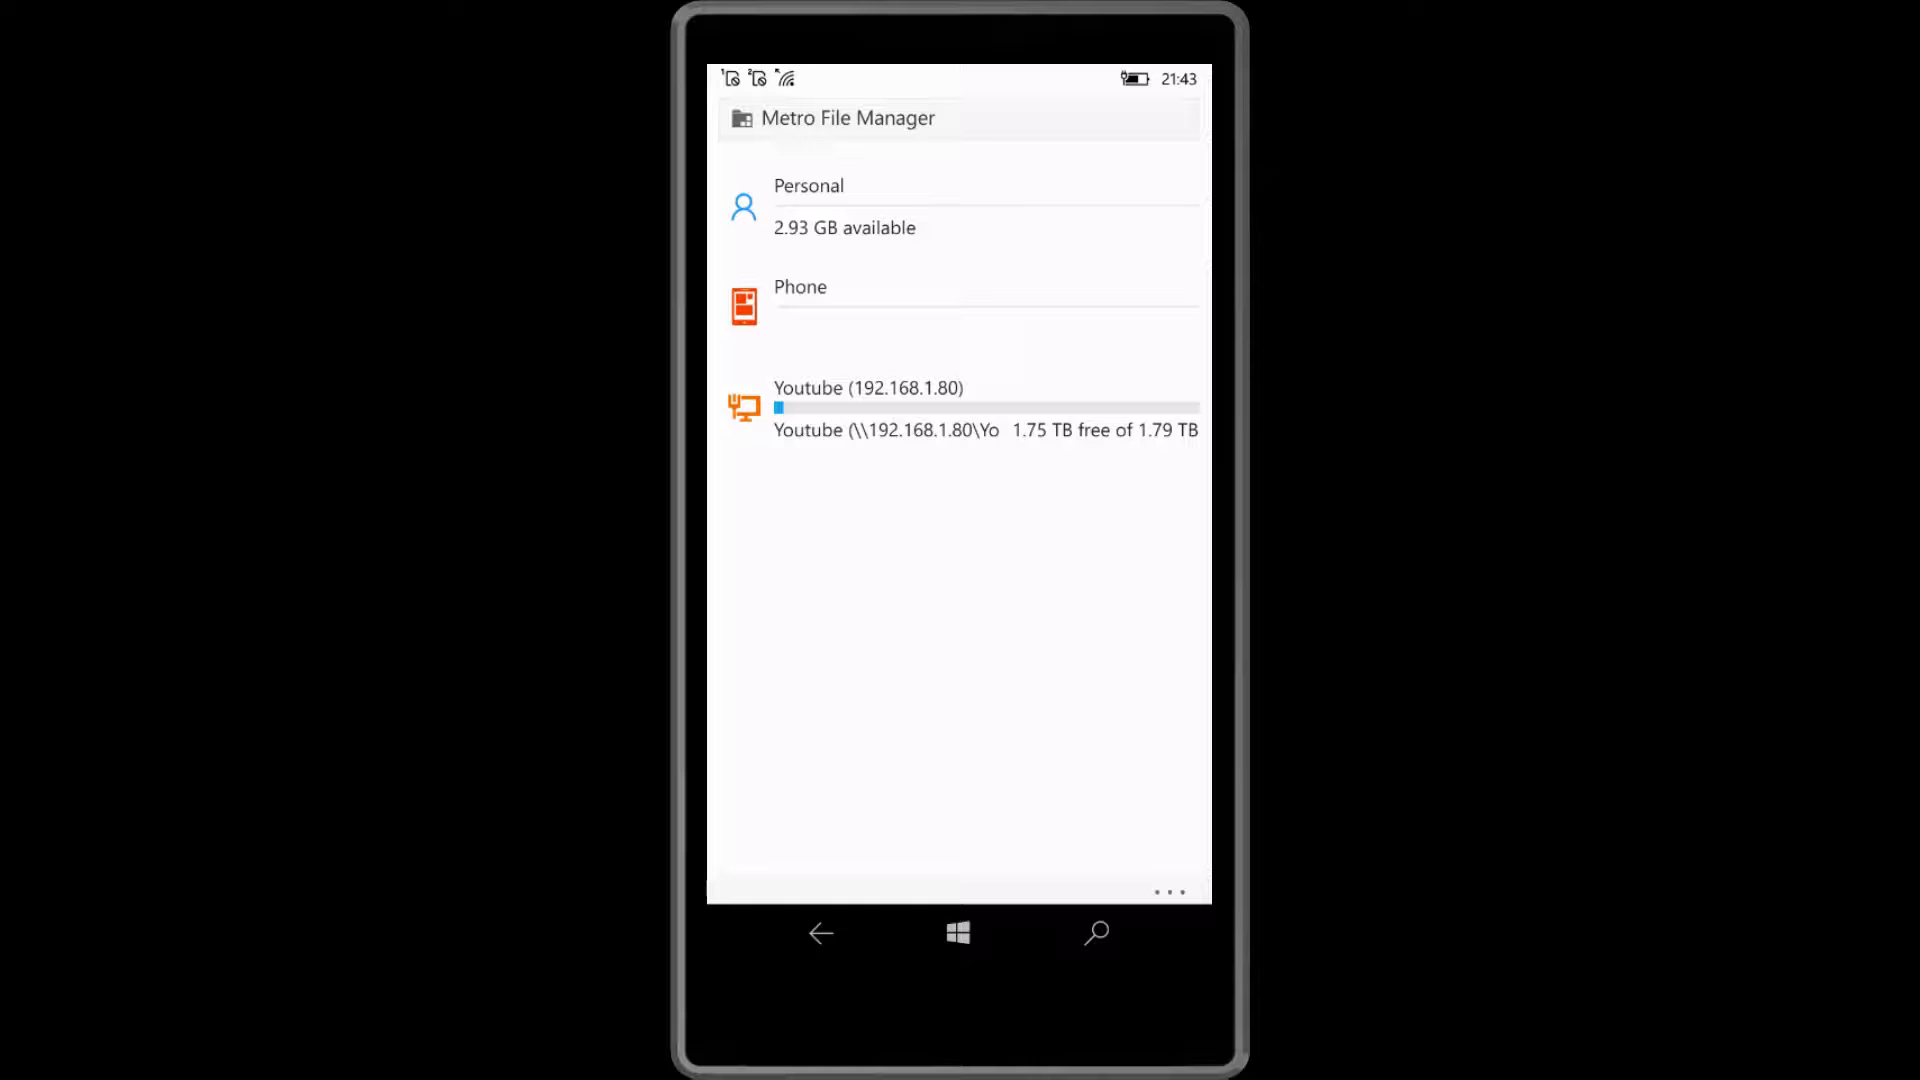 21:43
Metro File Manager
Personal
2.93 GB available
Phone
Youtube (192.168.1.80)
Youtube (\\192.168.1.80\Yo 1.75 TB free of 1.79 TB